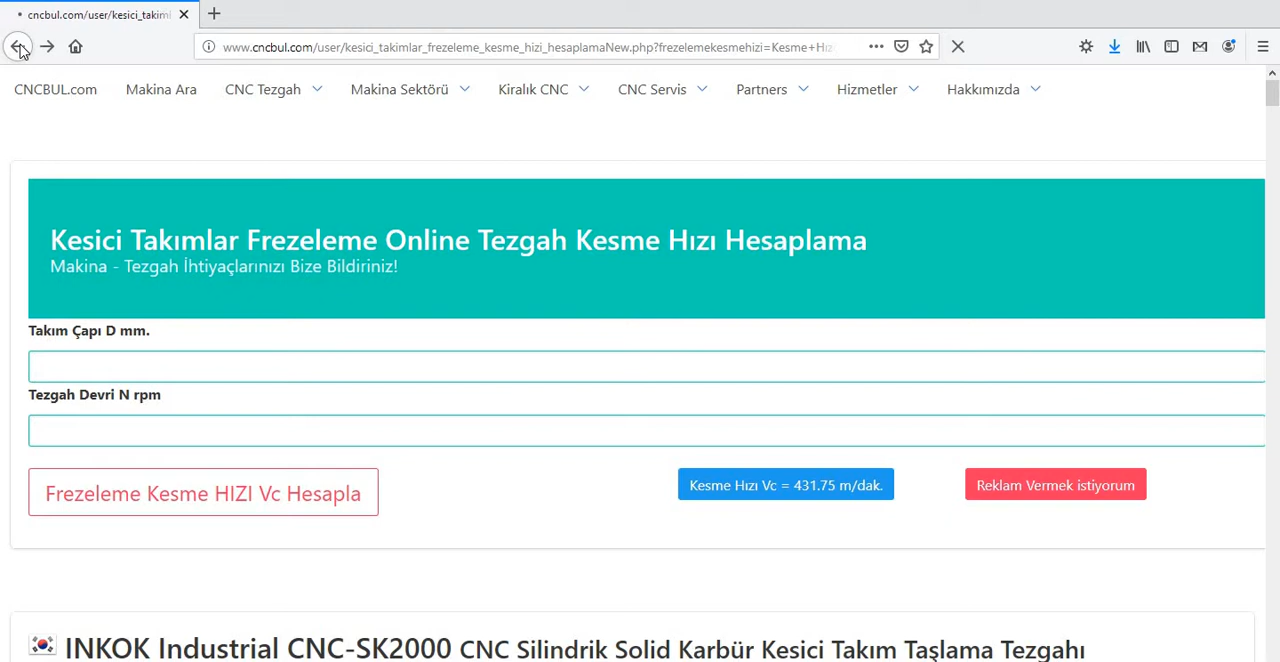 cncbul.com/user/kesici_takıml
www.cncbul.com/user/kesici_takimlar_frezeleme_kesme_hizi_hesaplamaNew.php?frezelemekesmehizi=Kesme+Hız
CNCBUL.com Makina Ara CNC Tezgah Makina Sektörü Kiralık CNC CNC Servis Partners Hizmetler Hakkımızda
Kesici Takımlar Frezeleme Online Tezgah Kesme Hızı Hesaplama
Makina - Tezgah İhtiyaçlarınızı Bize Bildiriniz!
Takım Çapı D mm.
Tezgah Devri N rpm
Frezeleme Kesme HIZI Vc Hesapla
Kesme Hızı Vc = 431.75 m/dak.
Reklam Vermek istiyorum
INKOK Industrial CNC-SK2000 CNC Silindrik Solid Karbür Kesici Takım Taşlama Tezgahı